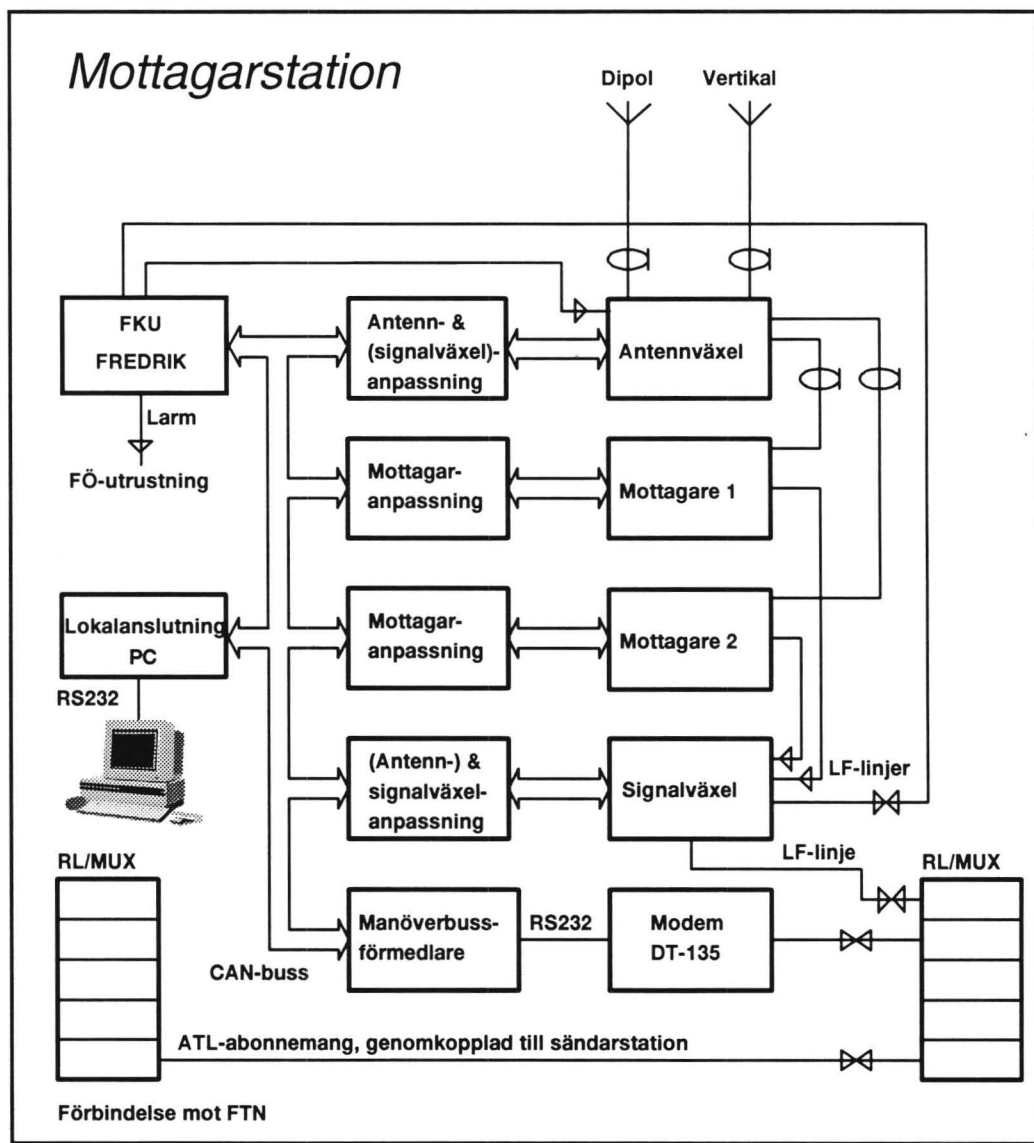 Mottagarstation
Dipol
Vertikal
FKU
FREDRIK
Antenn- &
(signalväxel)-
anpassning
Antennväxel
Larm
FÖ-utrustning
Mottagar-
anpassning
Mottagare 1
Lokalanslutning
PC
Mottagar-
anpassning
Mottagare 2
RS232
(Antenn-) &
signalväxel-
anpassning
Signalväxel
LF-linjer
LF-linje
RL/MUX
RL/MUX
Manöverbuss-
förmedlare
RS232
Modem
DT-135
CAN-buss
ATL-abonnemang, genomkopplad till sändarstation
Förbindelse mot FTN